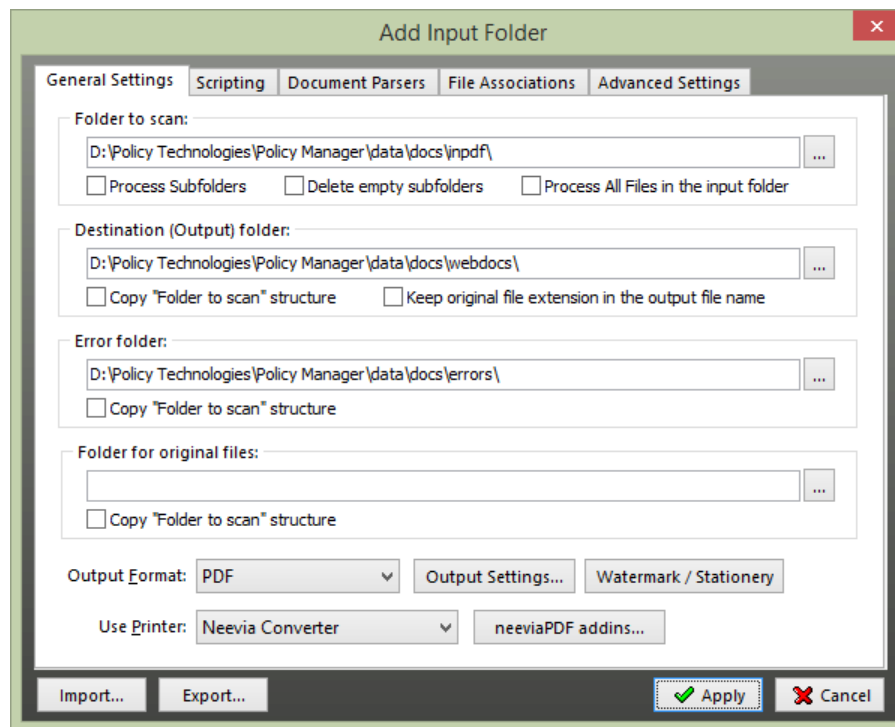 Add Input Folder
General Settings Scripting Document Parsers File Associations Advanced Settings
Folder to scan:
D:\Policy Technologies\Policy Manager\data\docs\inpdf\ ...
Process Subfolders Delete empty subfolders Process All Files in the input folder
Destination (Output) folder:
D:\Policy Technologies\Policy Manager\data\docs\webdocs\ ...
Copy "Folder to scan" structure Keep original file extension in the output file name
Error folder:
D:\Policy Technologies\Policy Manager\data\docs\errors\ ...
Copy "Folder to scan" structure
Folder for original files:
...
Copy "Folder to scan" structure
Output Format: PDF Output Settings... Watermark / Stationery
Use Printer: Neevia Converter neeviaPDF addins...
Import... Export... Apply Cancel